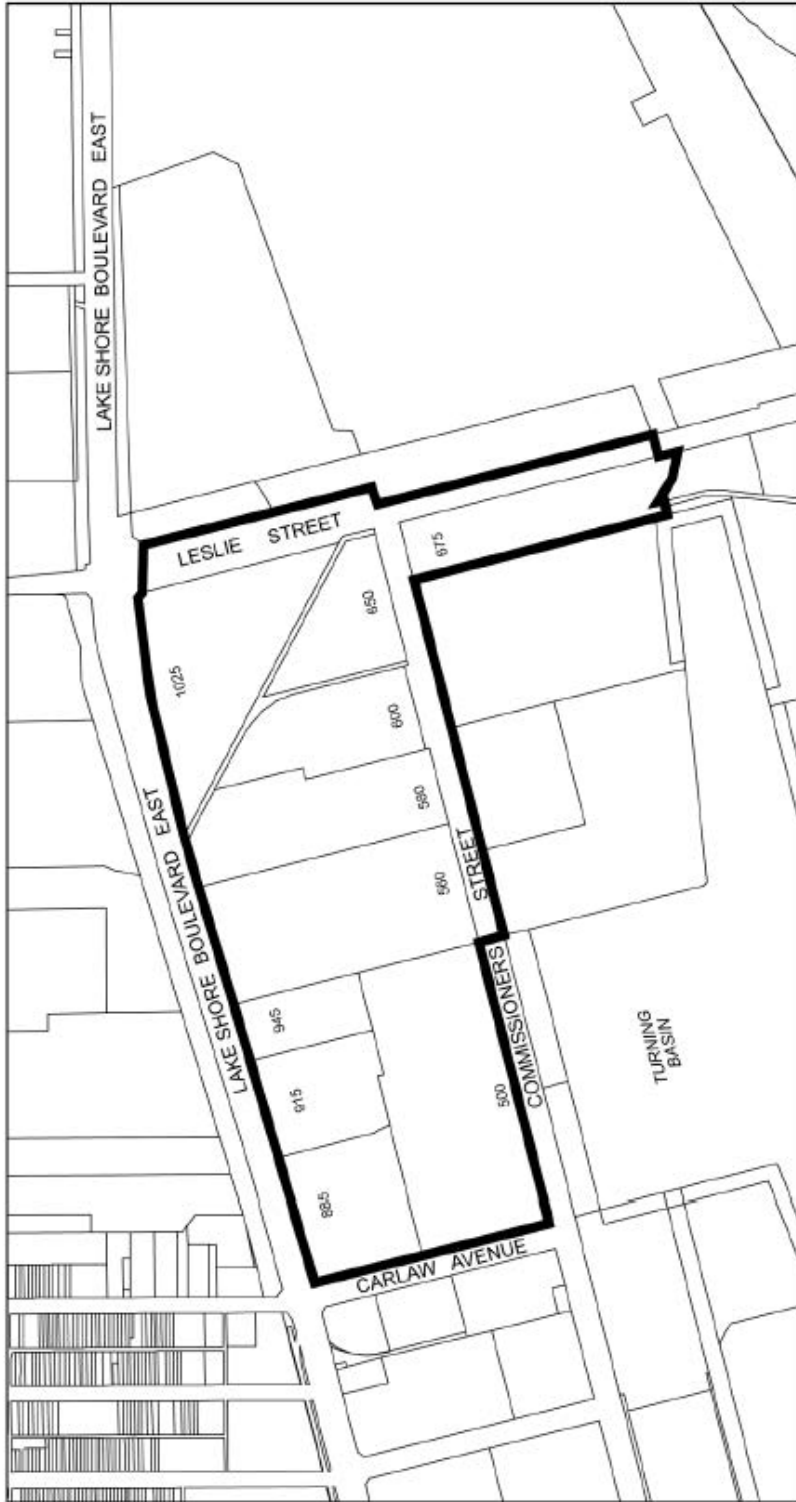 LAKE SHORE BOULEVARD EAST
LESLIE STREET
675
650
1025
600
580
560
LAKE SHORE BOULEVARD EAST
STREET
COMMISSIONERS
945
915
500
TURNING
BASIN
885
CARLAW AVENUE